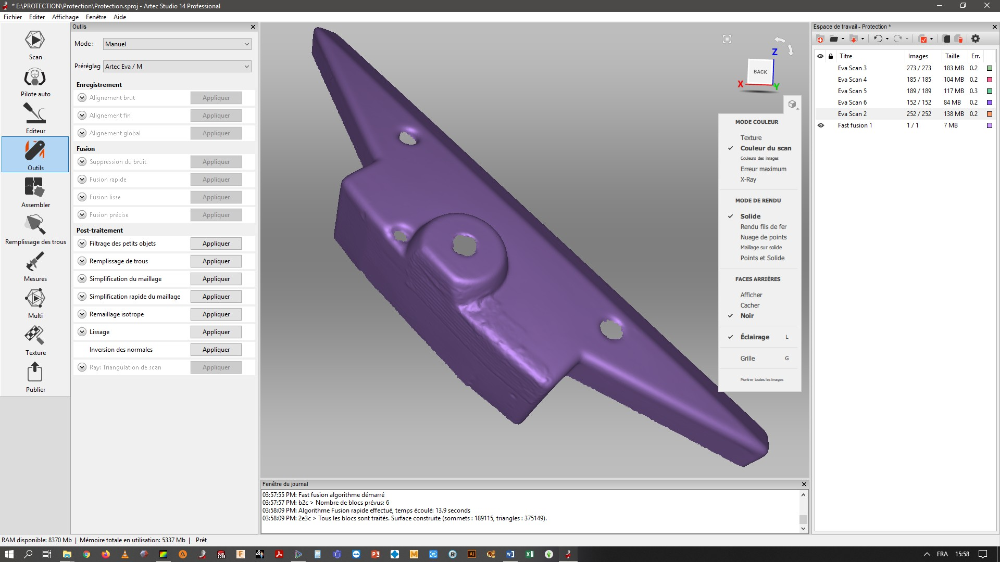 * E:\PROTECTION\Protection\Protection.sproj - Artec Studio 14 Professional
Fichier Editer Affichage Fenêtre Aide
Scan
Pilote auto
Editeur
Outils
Assembler
Remplissage des trous
Mesures
Multi
Texture
Publier
Outils
Mode : Manuel
Préréglag Artec Eva / M
Enregistrement
Alignement brut Appliquer
Alignement fin Appliquer
Alignement global Appliquer
Fusion
Suppression du bruit Appliquer
Fusion rapide Appliquer
Fusion lisse Appliquer
Fusion précise Appliquer
Post-traitement
Filtrage des petits objets Appliquer
Remplissage de trous Appliquer
Simplification du maillage Appliquer
Simplification rapide du maillage Appliquer
Remaillage isotrope Appliquer
Lissage Appliquer
Inversion des normales Appliquer
Ray: Triangulation de scan Appliquer
Z
BACK
X
Y
MODE COULEUR
Texture
Couleur du scan
Couleurs des images
Erreur maximum
X-Ray
MODE DE RENDU
Solide
Rendu fils de fer
Nuage de points
Maillage sur solide
Points et Solide
FACES ARRIÈRES
Afficher
Cacher
Noir
Éclairage L
Grille G
Montrer toutes les images
Fenêtre du journal
03:57:55 PM: Fast fusion algorithme démarré
03:57:57 PM: b2c > Nombre de blocs prévus: 6
03:58:09 PM: Algorithme Fusion rapide effectué, temps écoulé: 13.9 seconds
03:58:09 PM: 2e3c > Tous les blocs sont traités. Surface construite (sommets : 189115, triangles : 375149).
Espace de travail - Protection *
Titre Images Taille Err.
Eva Scan 3 273 / 273 183 MB 0.2
Eva Scan 4 185 / 185 104 MB 0.2
Eva Scan 5 189 / 189 117 MB 0.3
Eva Scan 6 152 / 152 84 MB 0.2
Eva Scan 2 252 / 252 138 MB 0.2
Fast fusion 1 1 / 1 7 MB
RAM disponible: 8370 Mb | Mémoire totale en utilisation: 5337 Mb | Prêt
FRA 15:58